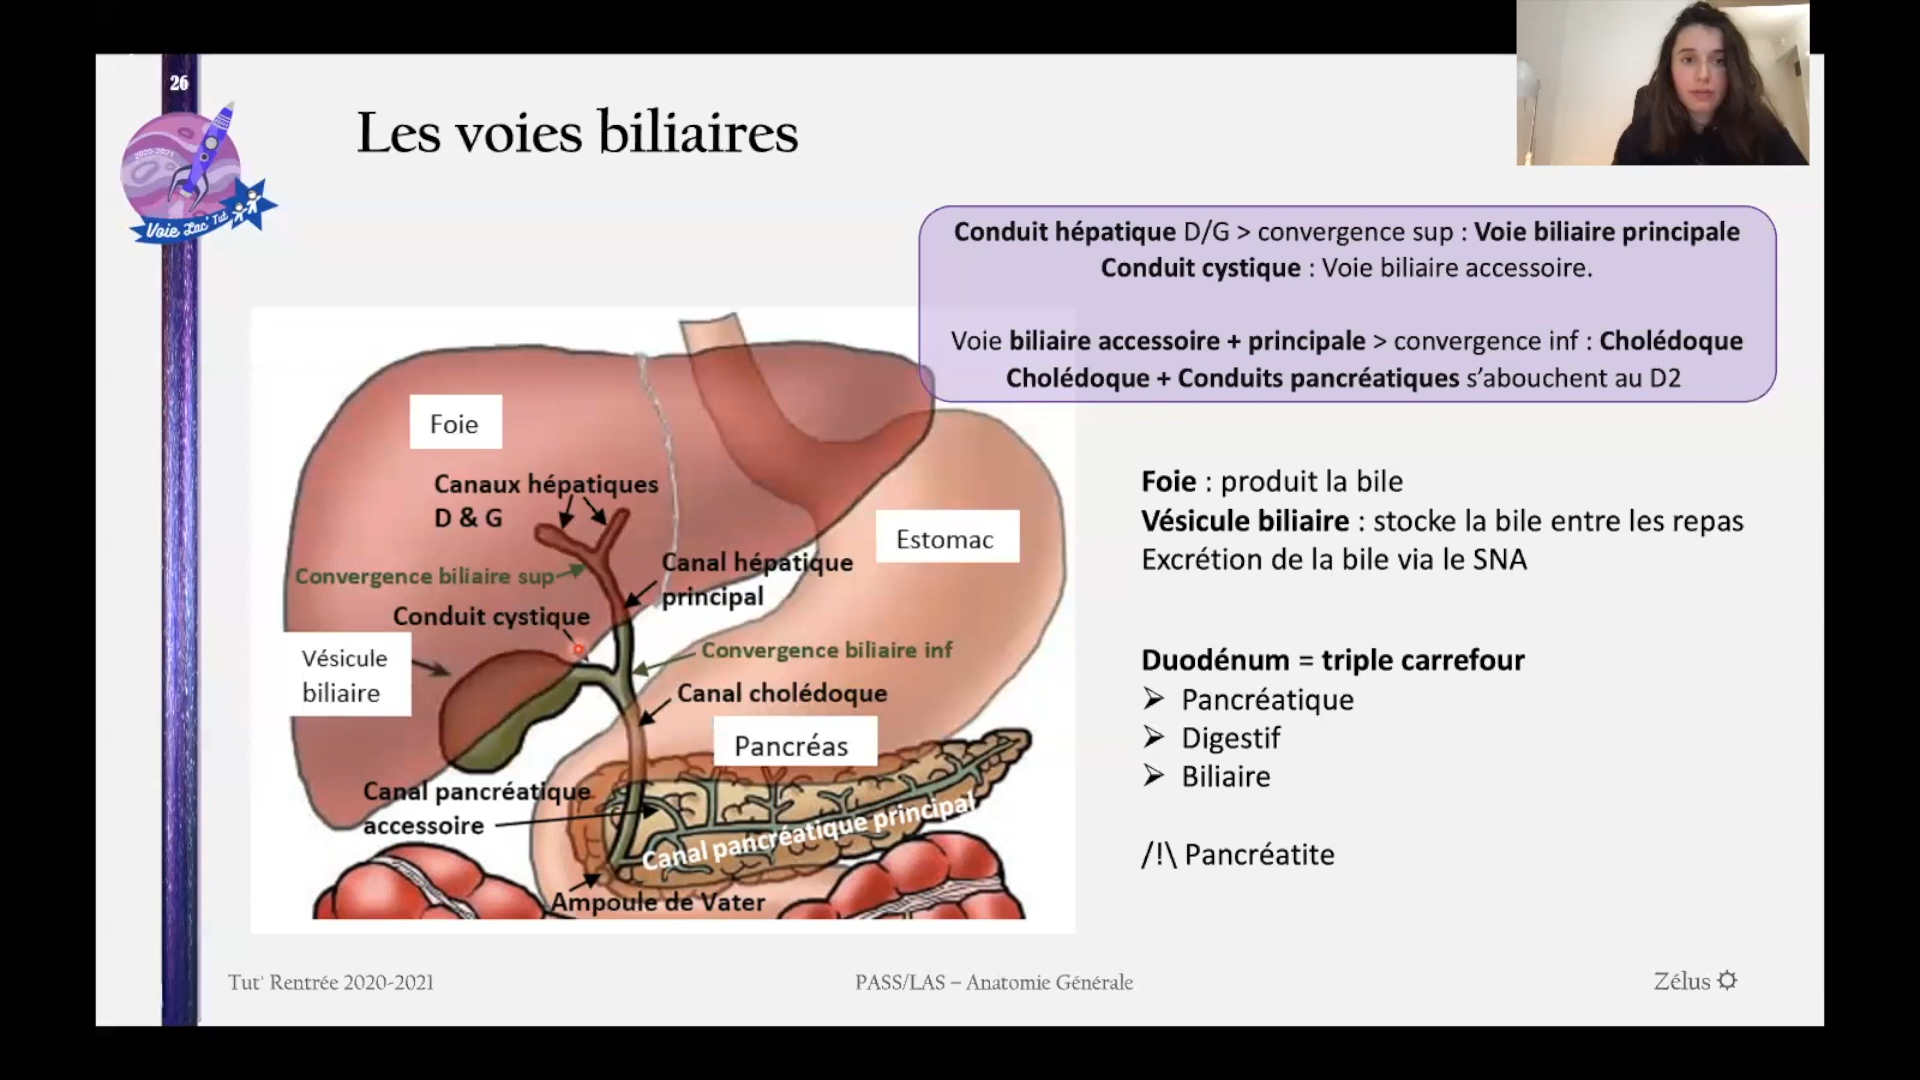 26
2020-2021
Voie Lac' Tut
Les voies biliaires
Conduit hépatique D/G > convergence sup : Voie biliaire principale
Conduit cystique : Voie biliaire accessoire.
Voie biliaire accessoire + principale > convergence inf : Cholédoque
Cholédoque + Conduits pancréatiques s'abouchent au D2
Foie
Canaux hépatiques
D & G
Estomac
Convergence biliaire sup
Canal hépatique
principal
Conduit cystique
Vésicule
biliaire
Convergence biliaire inf
Canal cholédoque
Pancréas
Canal pancréatique
accessoire
Canal pancréatique principal
Ampoule de Vater
Foie : produit la bile
Vésicule biliaire : stocke la bile entre les repas
Excrétion de la bile via le SNA
Duodénum = triple carrefour
➢ Pancréatique
➢ Digestif
➢ Biliaire
/!\ Pancréatite
Tut' Rentrée 2020-2021
PASS/LAS – Anatomie Générale
Zélus